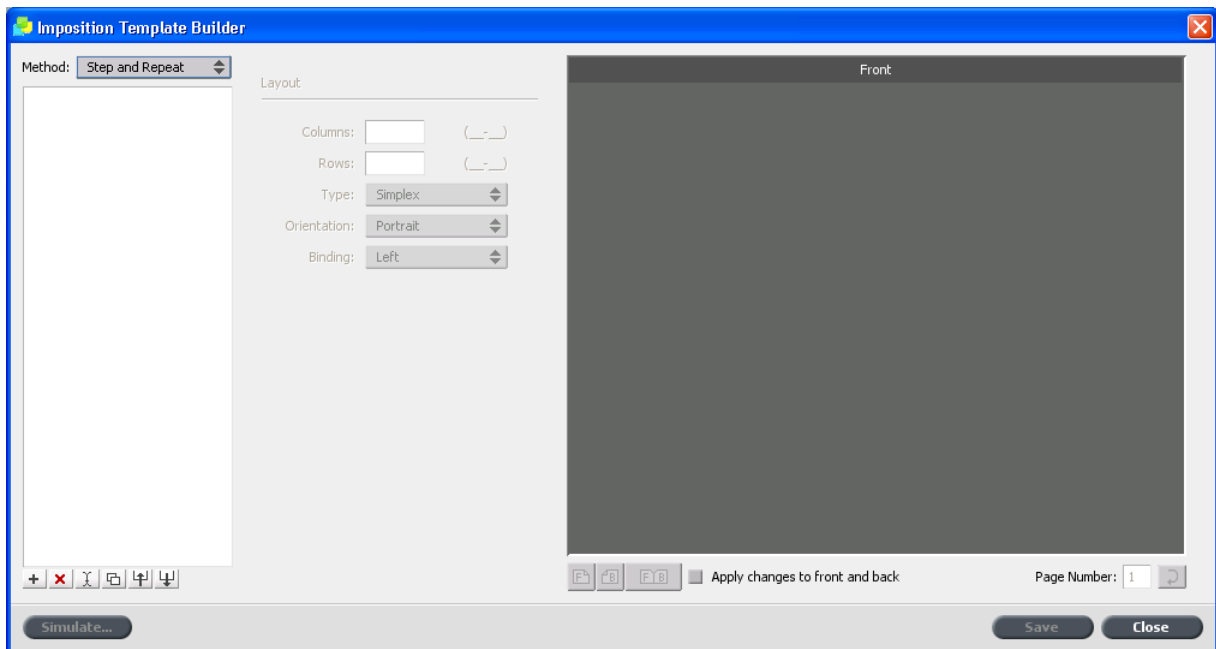 Imposition Template Builder
Method: Step and Repeat
Layout
Columns: (__-__)
Rows: (__-__)
Type: Simplex
Orientation: Portrait
Binding: Left
Front
F B F B Apply changes to front and back Page Number: 1
Simulate... Save Close